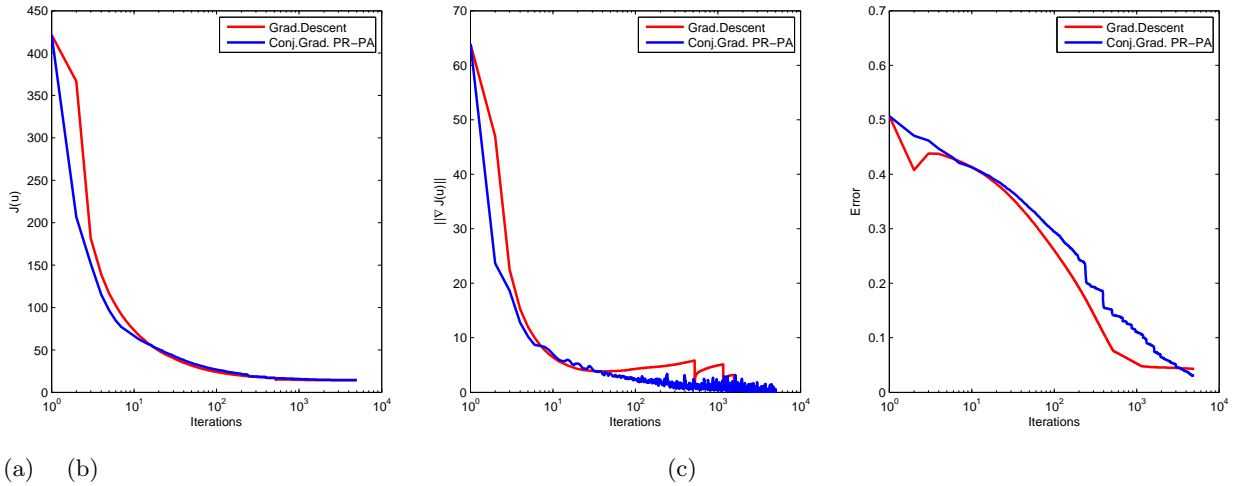 450
400
350
300
250
200
150
100
50
0
10^0 10^1 10^2 10^3 10^4
J(u)
Iterations
Grad.Descent
Conj.Grad. PR−PA
70
60
50
40
30
20
10
0
10^0 10^1 10^2 10^3 10^4
||∇ J(u)||
Iterations
Grad.Descent
Conj.Grad. PR−PA
0.7
0.6
0.5
0.4
0.3
0.2
0.1
0
10^0 10^1 10^2 10^3 10^4
Error
Iterations
Grad.Descent
Conj.Grad. PR−PA
(a) (b) (c)